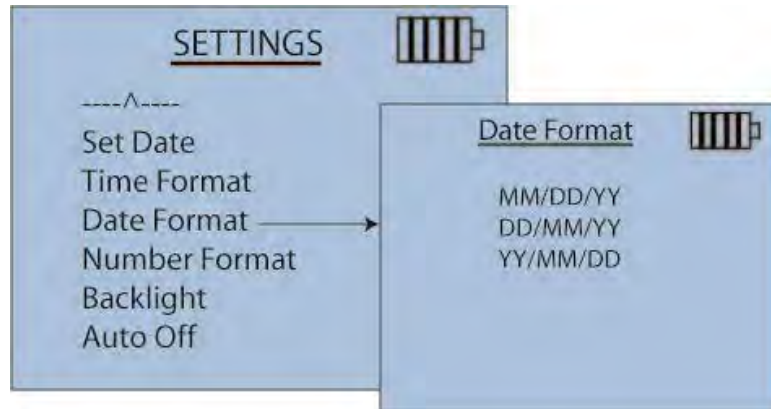 SETTINGS
----^----
Set Date
Time Format
Date Format
Number Format
Backlight
Auto Off
Date Format
MM/DD/YY
DD/MM/YY
YY/MM/DD